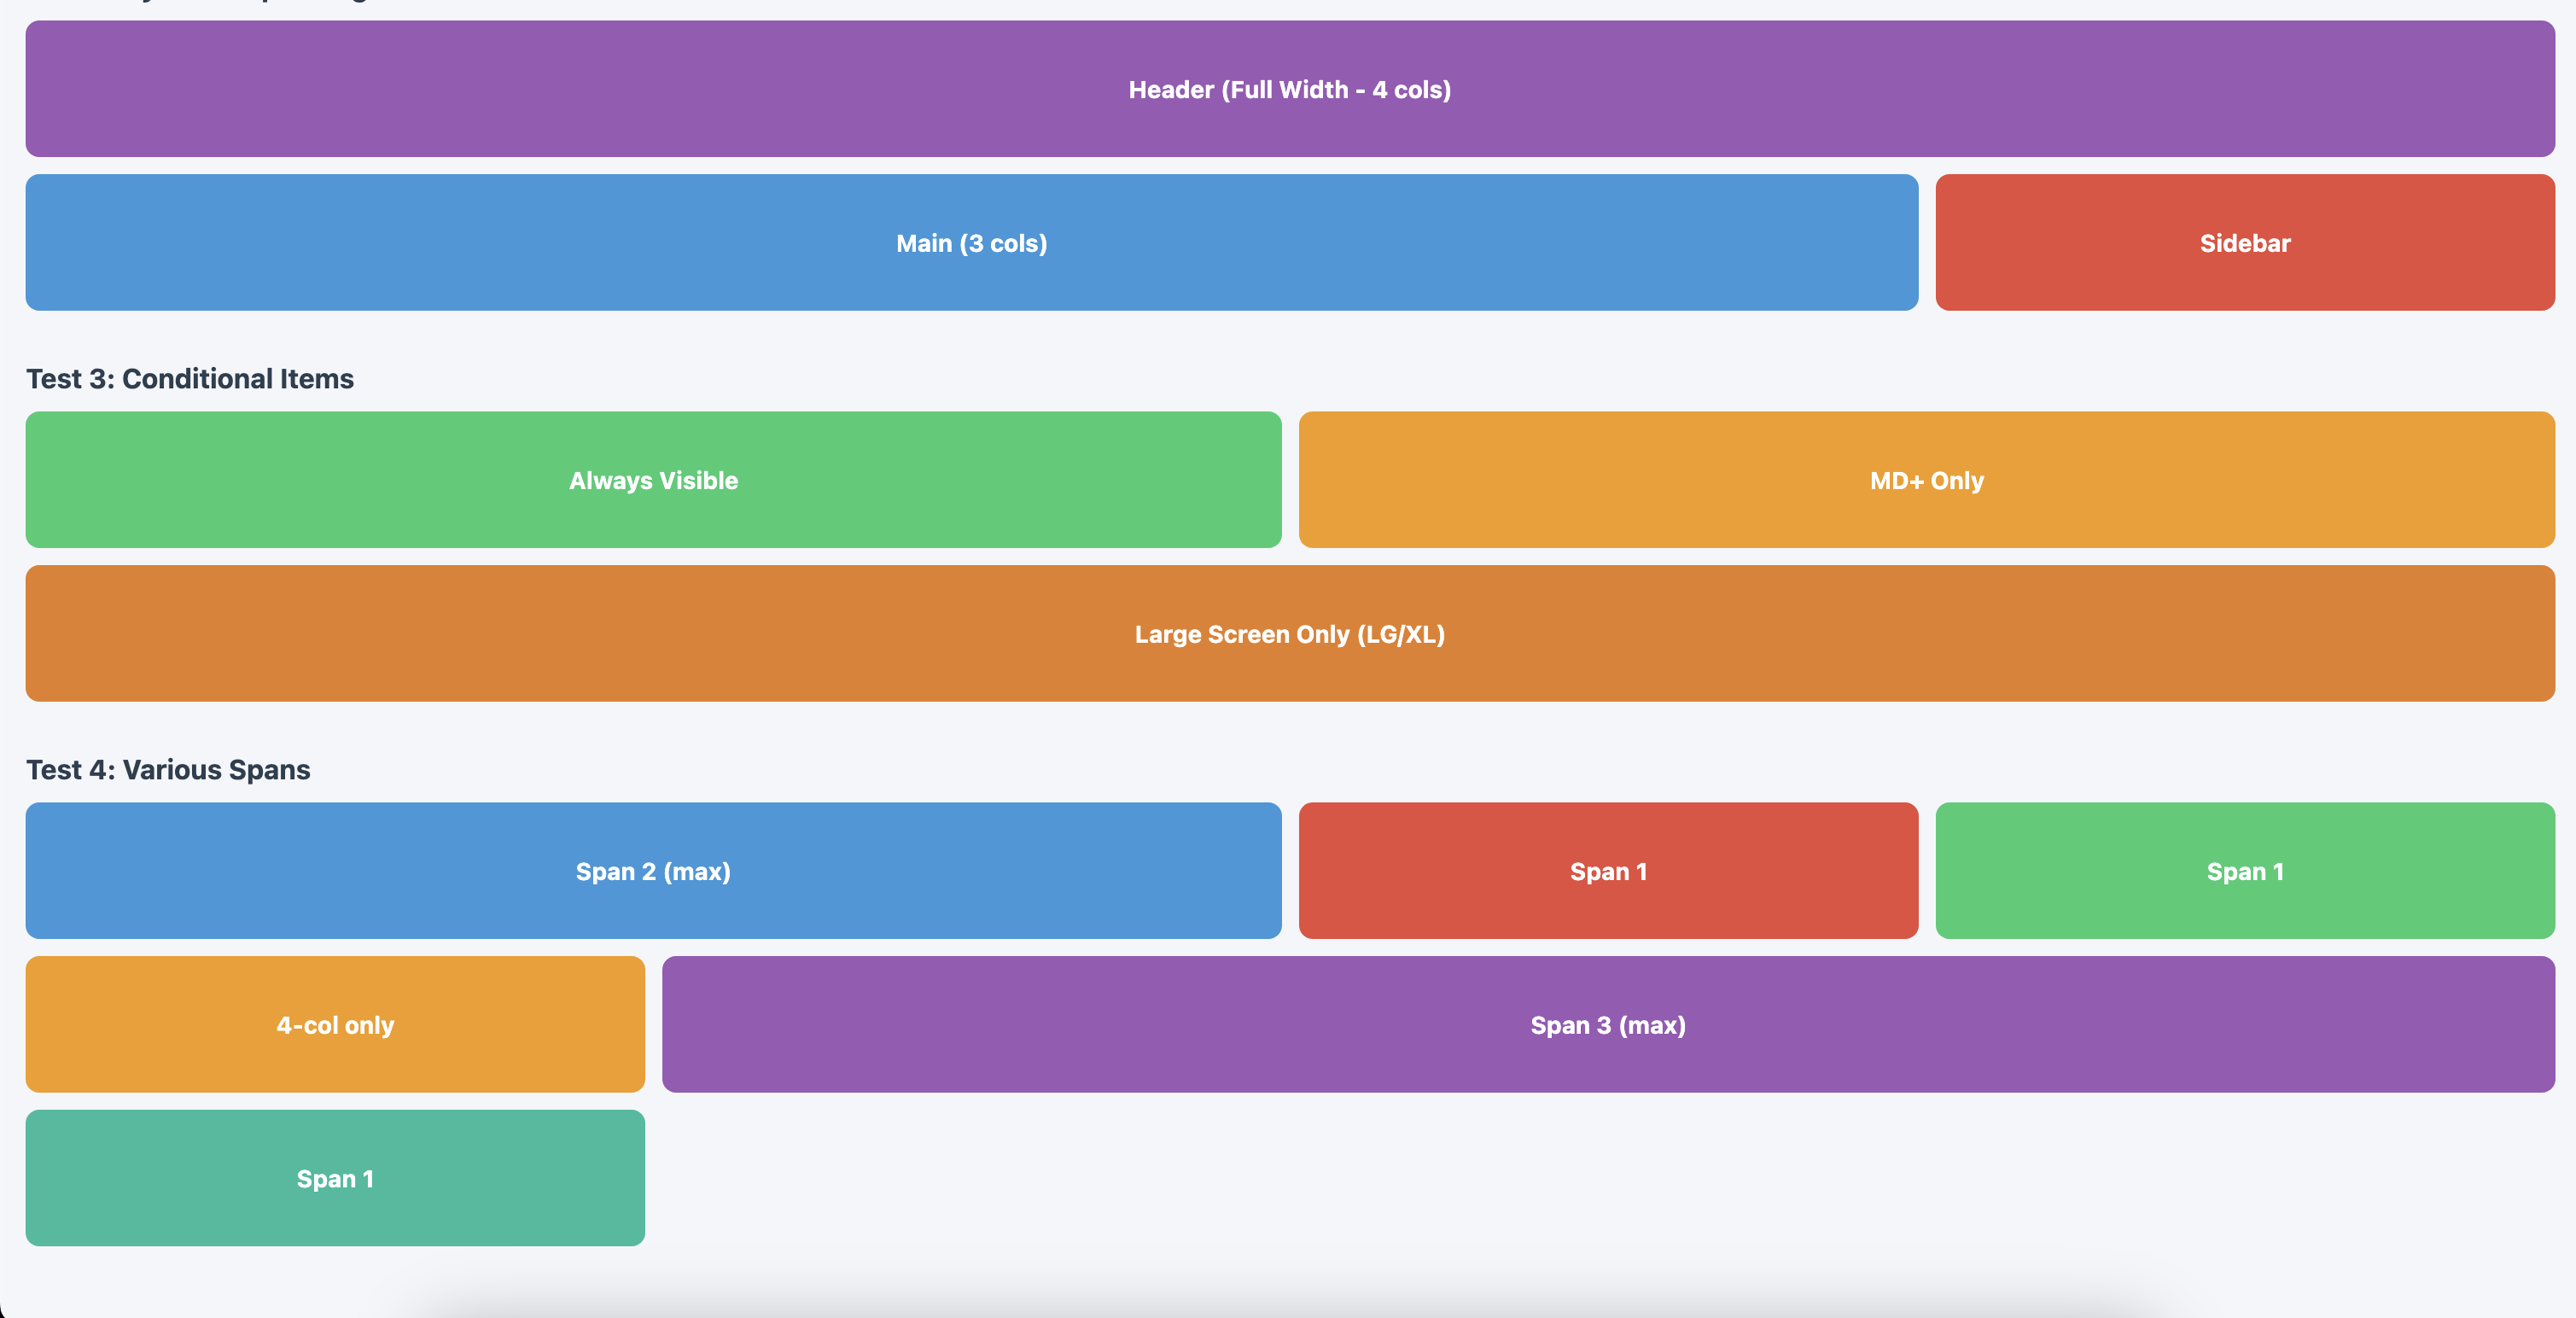 Header (Full Width - 4 cols)
Main (3 cols)
Sidebar
Test 3: Conditional Items
Always Visible
MD+ Only
Large Screen Only (LG/XL)
Test 4: Various Spans
Span 2 (max)
Span 1
Span 1
4-col only
Span 3 (max)
Span 1